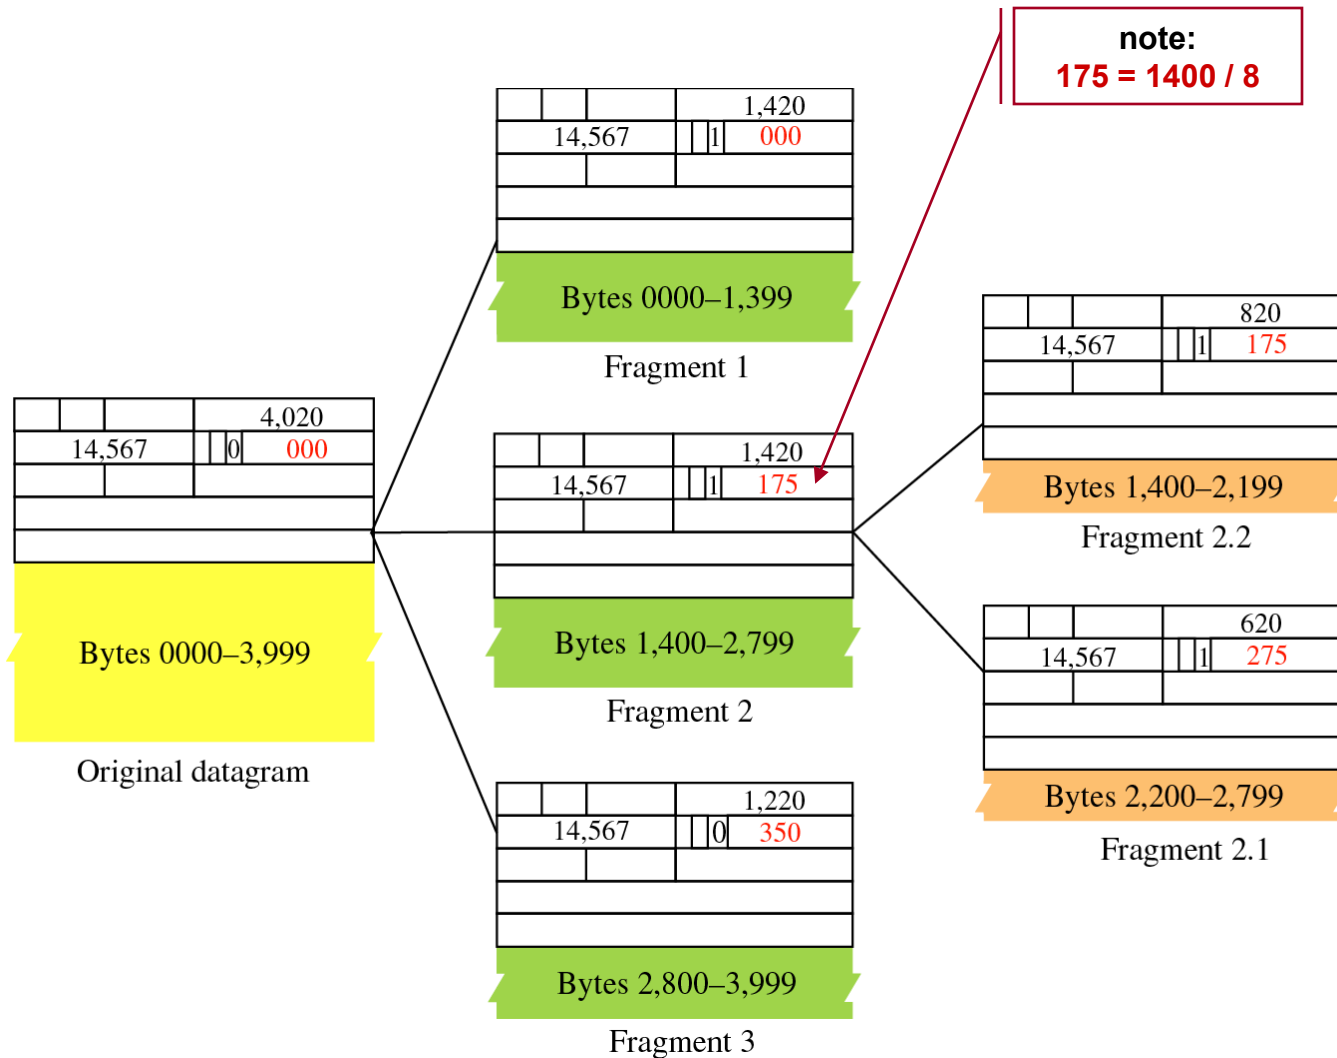 note:
175 = 1400 / 8
1,420
14,567 1 000
Bytes 0000–1,399
Fragment 1
4,020
14,567 0 000
Bytes 0000–3,999
Original datagram
1,420
14,567 1 175
Bytes 1,400–2,799
Fragment 2
1,220
14,567 0 350
Bytes 2,800–3,999
Fragment 3
820
14,567 1 175
Bytes 1,400–2,199
Fragment 2.2
620
14,567 1 275
Bytes 2,200–2,799
Fragment 2.1